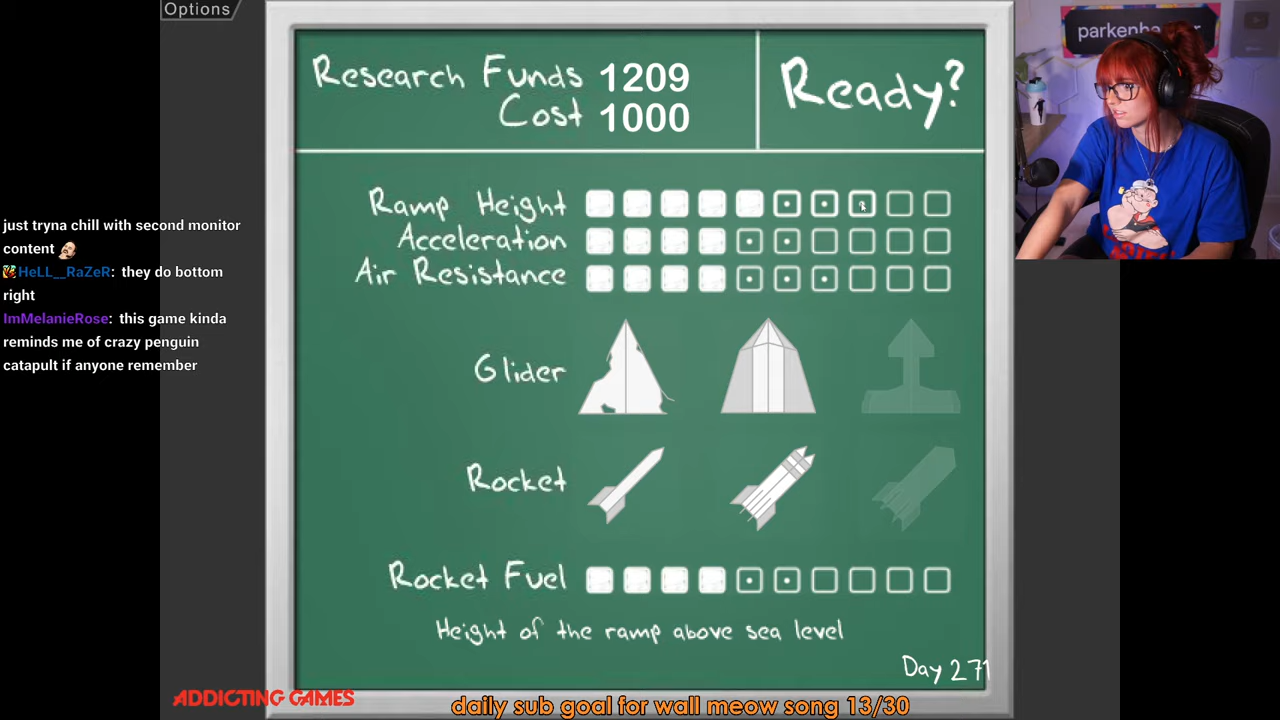 Options
Research Funds 1209
Cost 1000
Ready?
just tryna chill with second monitor
content
HeLL__RaZeR: they do bottom
right
ImMelanieRose: this game kinda
reminds me of crazy penguin
catapult if anyone remember
Ramp Height
Acceleration
Air Resistance
Glider
Rocket
Rocket Fuel
Height of the ramp above sea level
Day 271
ADDICTING GAMES
daily sub goal for wall meow song 13/30